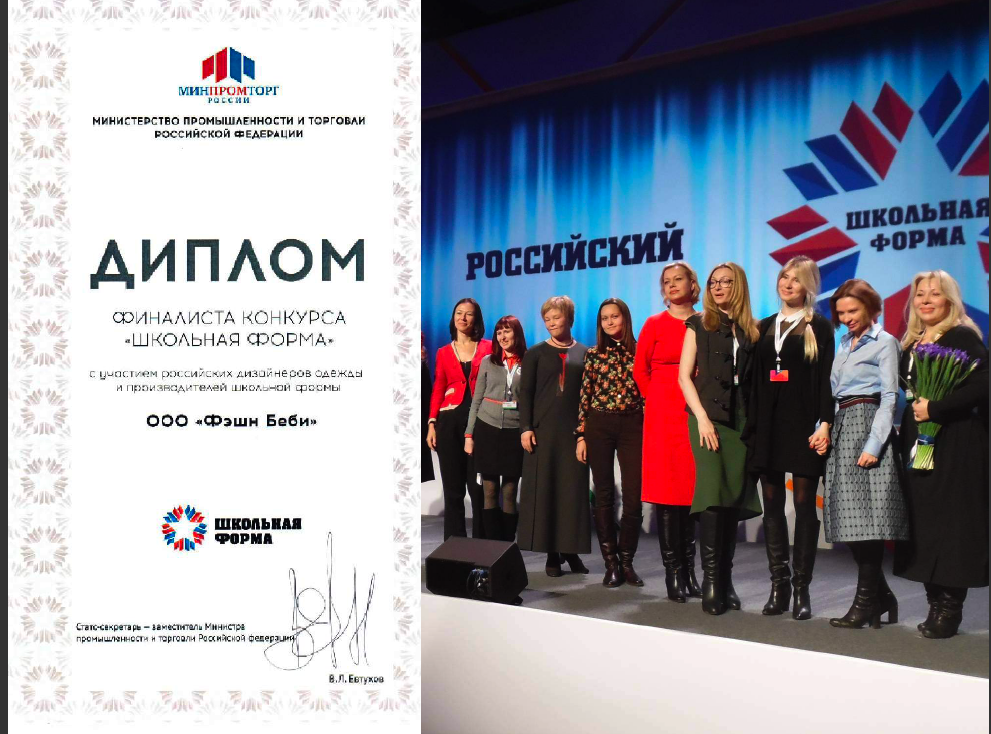 МИНПРОМТОРГ
РОССИИ
МИНИСТЕРСТВО ПРОМЫШЛЕННОСТИ И ТОРГОВЛИ
РОССИЙСКОЙ ФЕДЕРАЦИИ
ДИПЛОМ
ФИНАЛИСТА КОНКУРСА
«ШКОЛЬНАЯ ФОРМА»
с участием российских дизайнеров одежды
и производителей школьной формы
ООО «Фэшн Беби»
ШКОЛЬНАЯ
ФОРМА
Статс-секретарь – заместитель Министра
промышленности и торговли Российской федерации
В.Л.Евтухов
РОССИЙСКИЙ
ШКОЛЬНАЯ
ФОРМА